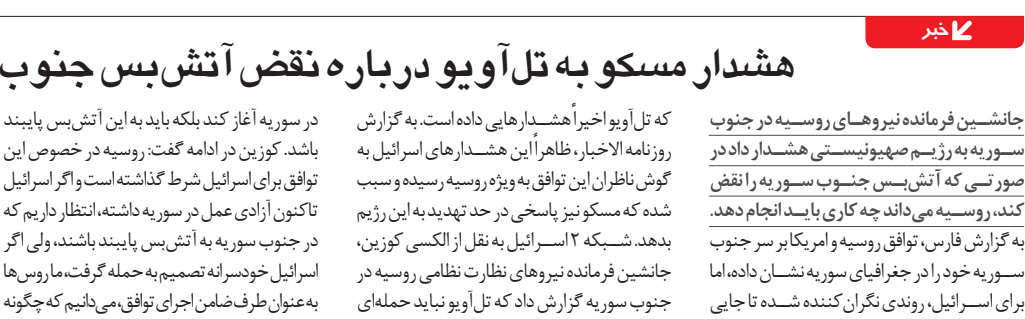 خبر
هشدار مسکو به تل‌آویو درباره نقض آتش‌بس جنوب
جانشین فرمانده نیروهای روسیه در جنوب
سوریه به رژیم صهیونیستی هشدار داد در
صورتی که آتش‌بس جنوب سوریه را نقض
کند، روسیه می‌داند چه کاری باید انجام دهد.
به گزارش فارس، توافق روسیه و امریکا بر سر جنوب
سوریه خود را در جغرافیای سوریه نشان داده، اما
برای اسرائیل، روندی نگران‌کننده شده تا جایی
که تل‌آویو اخیراً هشدارهایی داده است. به گزارش
روزنامه الاخبار، ظاهراً این هشدارهای اسرائیل به
گوش ناظران این توافق به ویژه روسیه رسیده و سبب
شده که مسکو نیز پاسخی در حد تهدید به این رژیم
بدهد. شبکه ۲ اسرائیل به نقل از الکسی کوزین،
جانشین فرمانده نیروهای نظارت نظامی روسیه در
جنوب سوریه گزارش داد که تل‌آویو نباید حمله‌ای
در سوریه آغاز کند بلکه باید به این آتش‌بس پایبند
باشد. کوزین در ادامه گفت: روسیه در خصوص این
توافق برای اسرائیل شرط گذاشته است و اگر اسرائیل
تاکنون آزادی عمل در سوریه داشته، انتظار داریم که
در جنوب سوریه به آتش‌بس پایبند باشند، ولی اگر
اسرائیل خودسرانه تصمیم به حمله گرفت، ما روس‌ها
به عنوان طرف ضامن اجرای توافق، می‌دانیم که چگونه